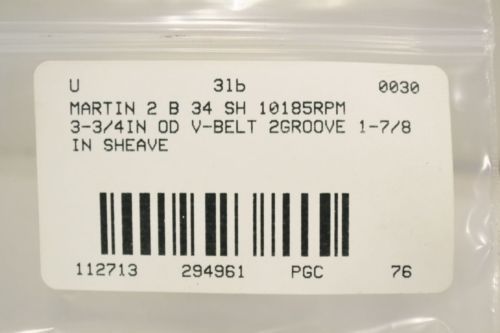 U 3lb 0030
MARTIN 2 B 34 SH 10185RPM
3-3/4IN OD V-BELT 2GROOVE 1-7/8
IN SHEAVE
112713 294961 PGC 76